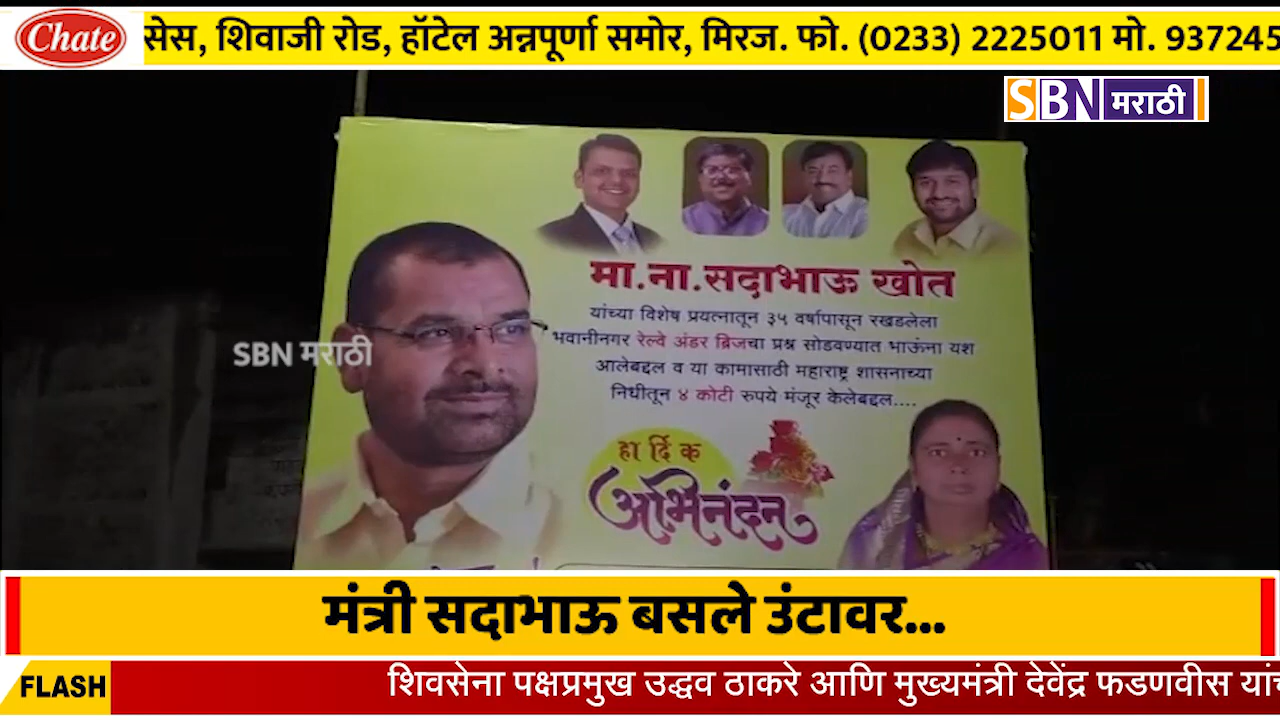 Chate
सेस, शिवाजी रोड, हॉटेल अन्नपूर्णा समोर, मिरज. फो. (0233) 2225011 मो. 937245
SBN मराठी
मा.ना.सदाभाऊ खोत
यांच्या विशेष प्रयत्नातून ३५ वर्षापासून रखडलेला
भवानीनगर रेल्वे अंडर ब्रिजचा प्रश्न सोडवण्यात भाऊंना यश
आलेबद्दल व या कामासाठी महाराष्ट्र शासनाच्या
निधीतून ४ कोटी रुपये मंजूर केलेबद्दल....
SBN मराठी
हार्दिक
अभिनंदन
मंत्री सदाभाऊ बसले उंटावर...
FLASH
शिवसेना पक्षप्रमुख उद्धव ठाकरे आणि मुख्यमंत्री देवेंद्र फडणवीस यां